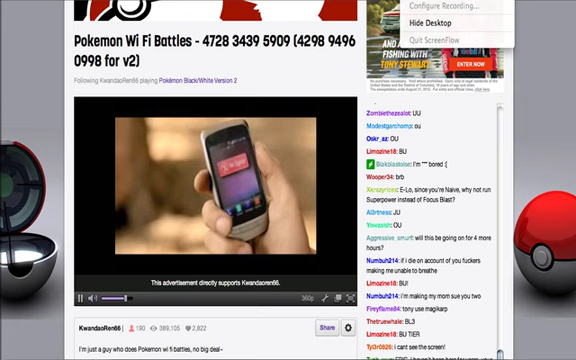 Configure Recording...
Hide Desktop
Quit ScreenFlow
Pokemon Wi Fi Battles - 4728 3439 5909 (4298 9496
0998 for v2)
Following KwandaoRen66 playing Pokémon Black/White Version 2
AND
FISHING
WITH
TONY STEWART
ENTER NOW
This advertisement directly supports Kwandaoren66.
360p
KwandaoRen66 190 389,105 2,822
Share
I'm just a guy who does Pokemon wi fi battles, no big deal~
Zombiethezealot: UU
Modestgarchomp: ou
Oskr_az: OU
Limozine18: BU
Blakblastoise: I'm *** bored :(
Wooper34: brb
Xkrazyricex: E-Lo, since you're Naive, why not run
Superpower instead of Focus Blast?
Al3rtness: JU
Yowzaish: OU
Aggressive_smurf: will this be going on for 4 more
hours?
Numbuh214: if i die on account of you fuckers
making me unable to breathe
Limozine18: BU!
Numbuh214: i'm making my mom sue you two
Fireyflame84: tony use magikarp
Thetruewhale: BL3
Limozine18: BU TIER
Tyl3r0826: i cant see the screen!